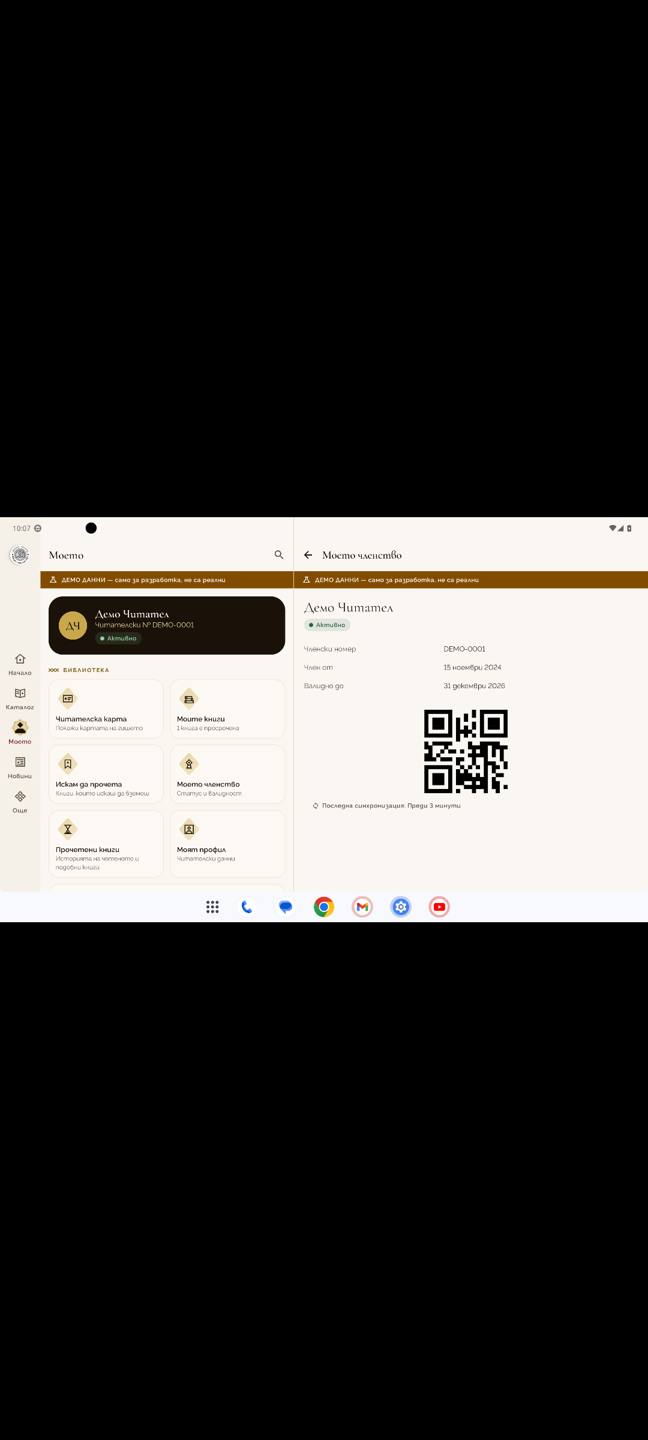 10:07
Моето
ДЕМО ДАННИ — само за разработка, не са реални
ДЧ
Демо Читател
Читателски № DEMO-0001
Активно
БИБЛИОТЕКА
Читателска карта
Покажи картата на гишето
Моите книги
1 книга е просрочена
Искам да прочета
Книги, които искаш да вземеш
Моето членство
Статус и валидност
Прочетени книги
Историята на четенето и
подобни книги
Моят профил
Читателски данни
Начало
Каталог
Моето
Новини
Още
Моето членство
ДЕМО ДАННИ — само за разработка, не са реални
Демо Читател
Активно
Членски номер DEMO-0001
Член от 15 ноември 2024
Валидно до 31 декември 2026
Последна синхронизация: Преди 3 минути